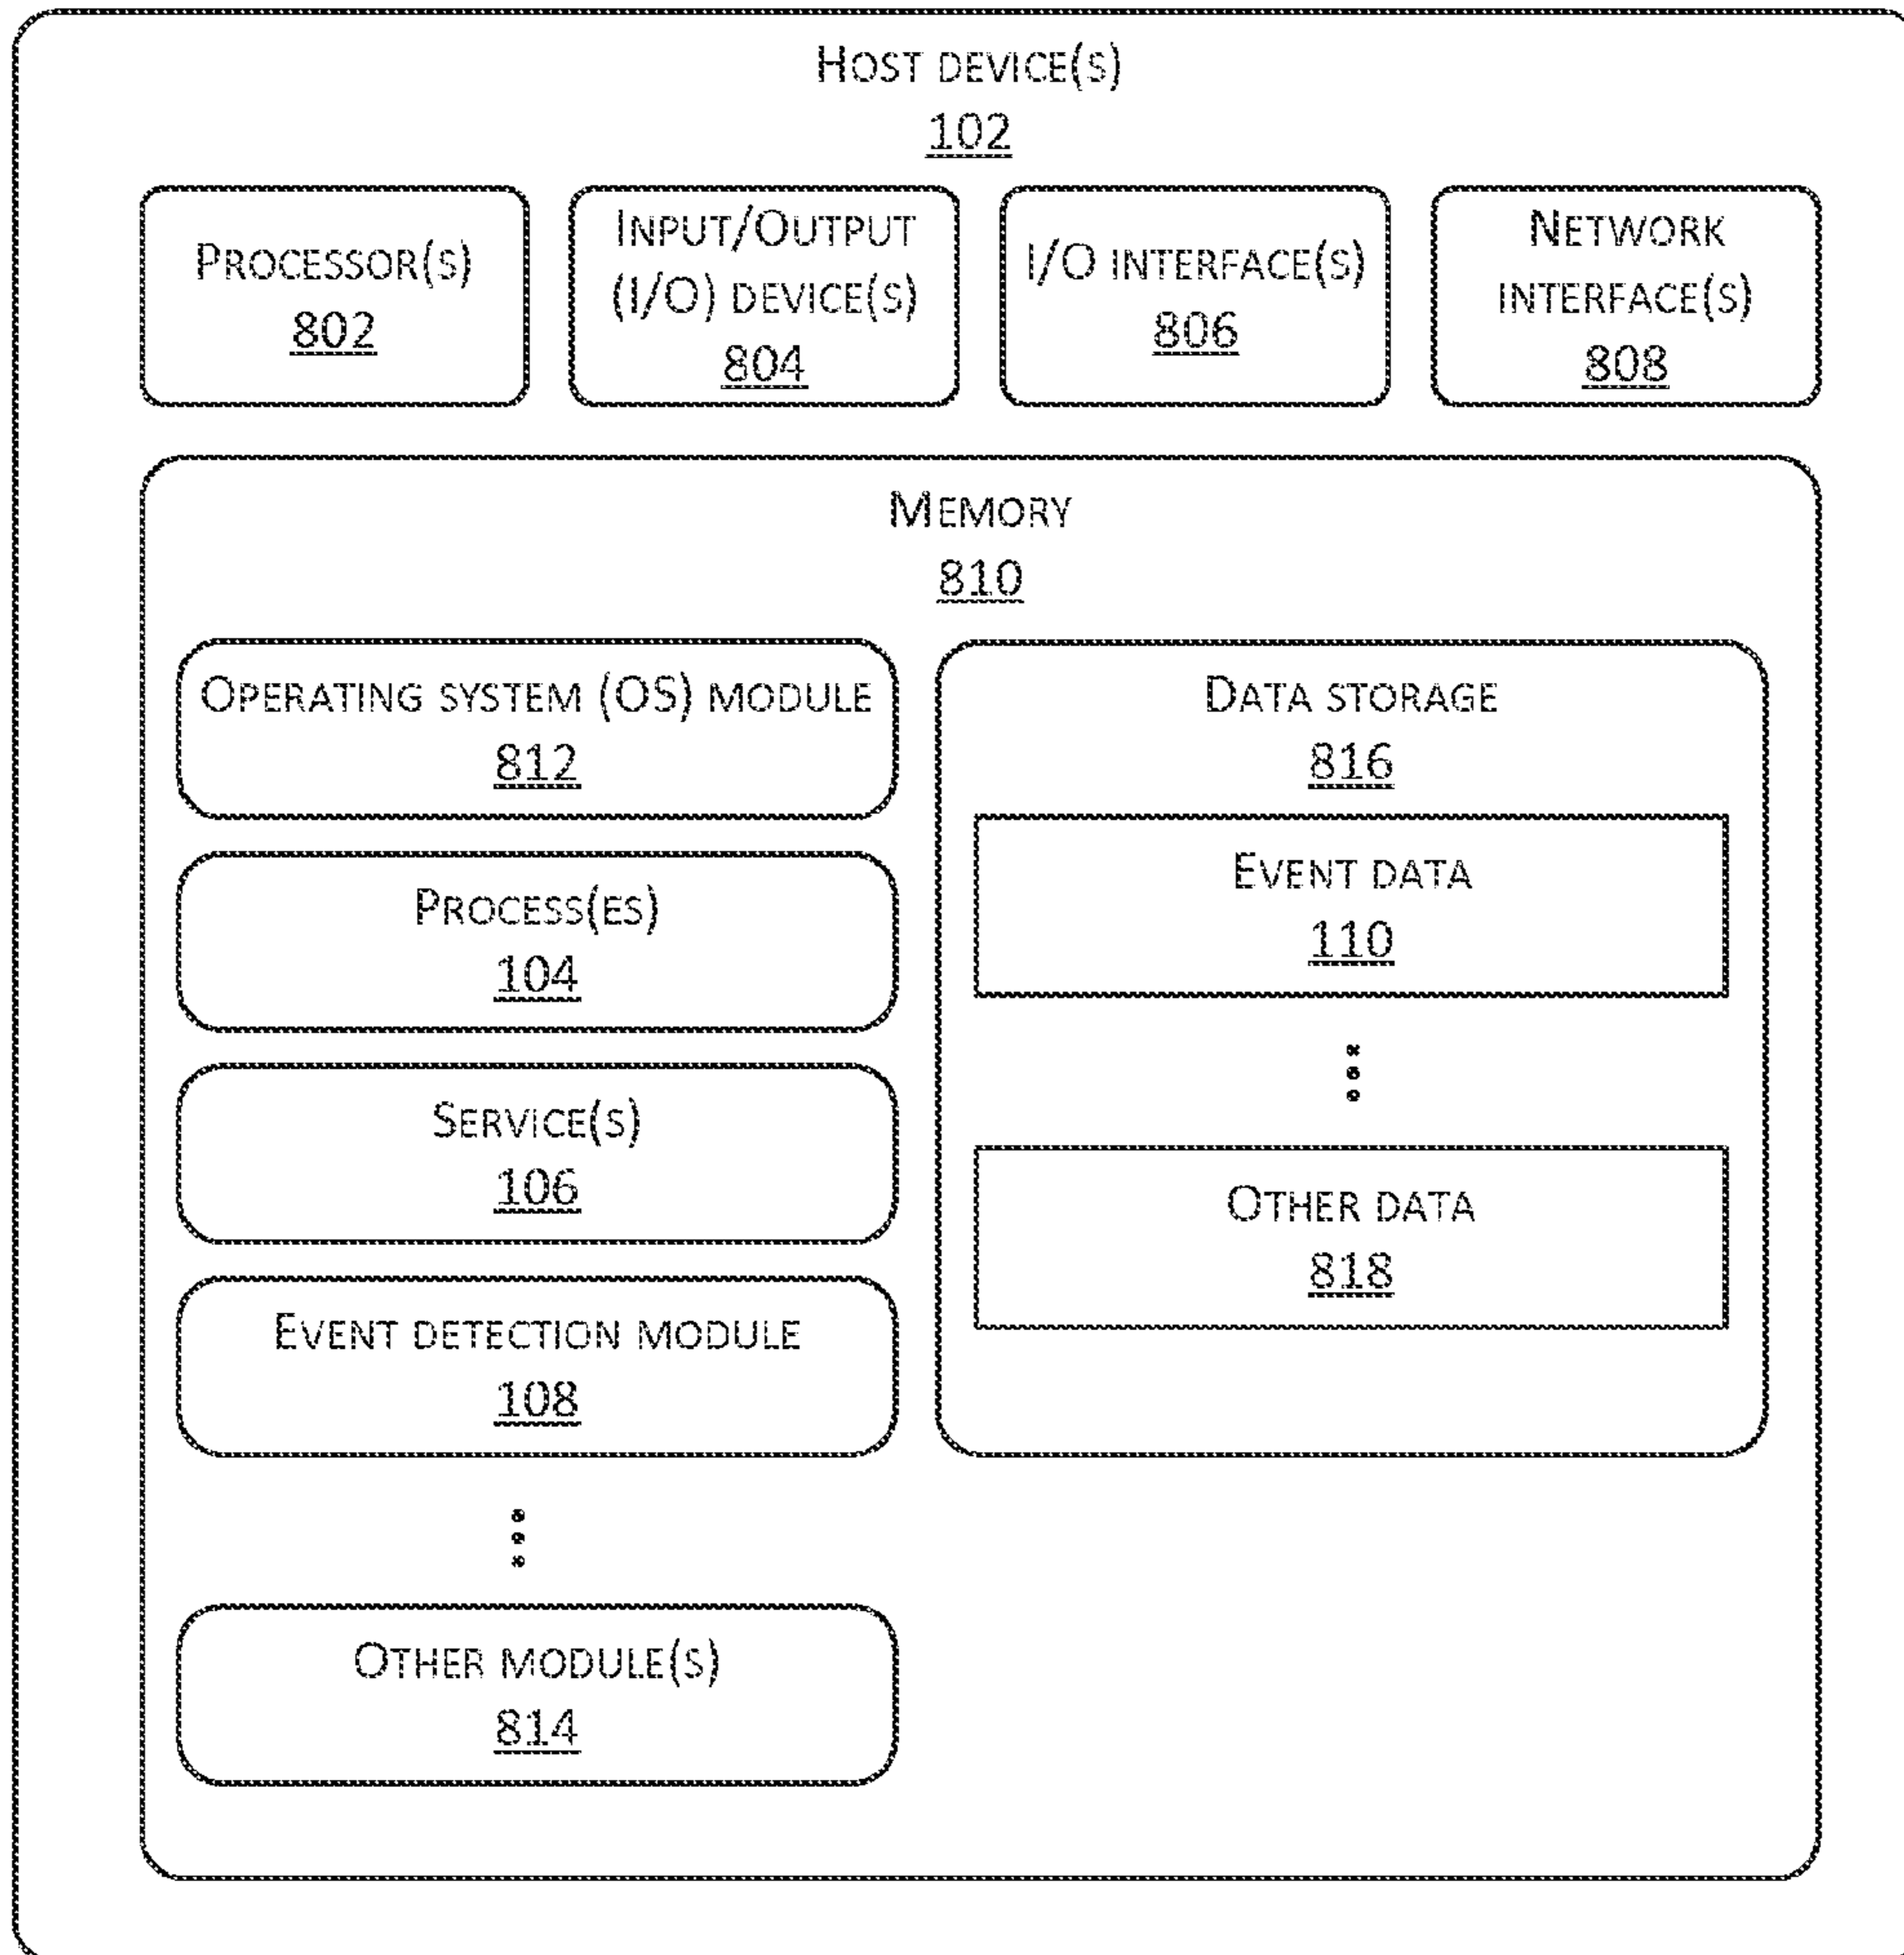 HOST DEVICE(S)
102
PROCESSOR(S)
802
INPUT/OUTPUT
(I/O) DEVICE(S)
804
I/O INTERFACE(S)
806
NETWORK
INTERFACE(S)
808
MEMORY
810
OPERATING SYSTEM (OS) MODULE
812
PROCESS(ES)
104
SERVICE(S)
106
EVENT DETECTION MODULE
108
OTHER MODULE(S)
814
DATA STORAGE
816
EVENT DATA
110
OTHER DATA
818